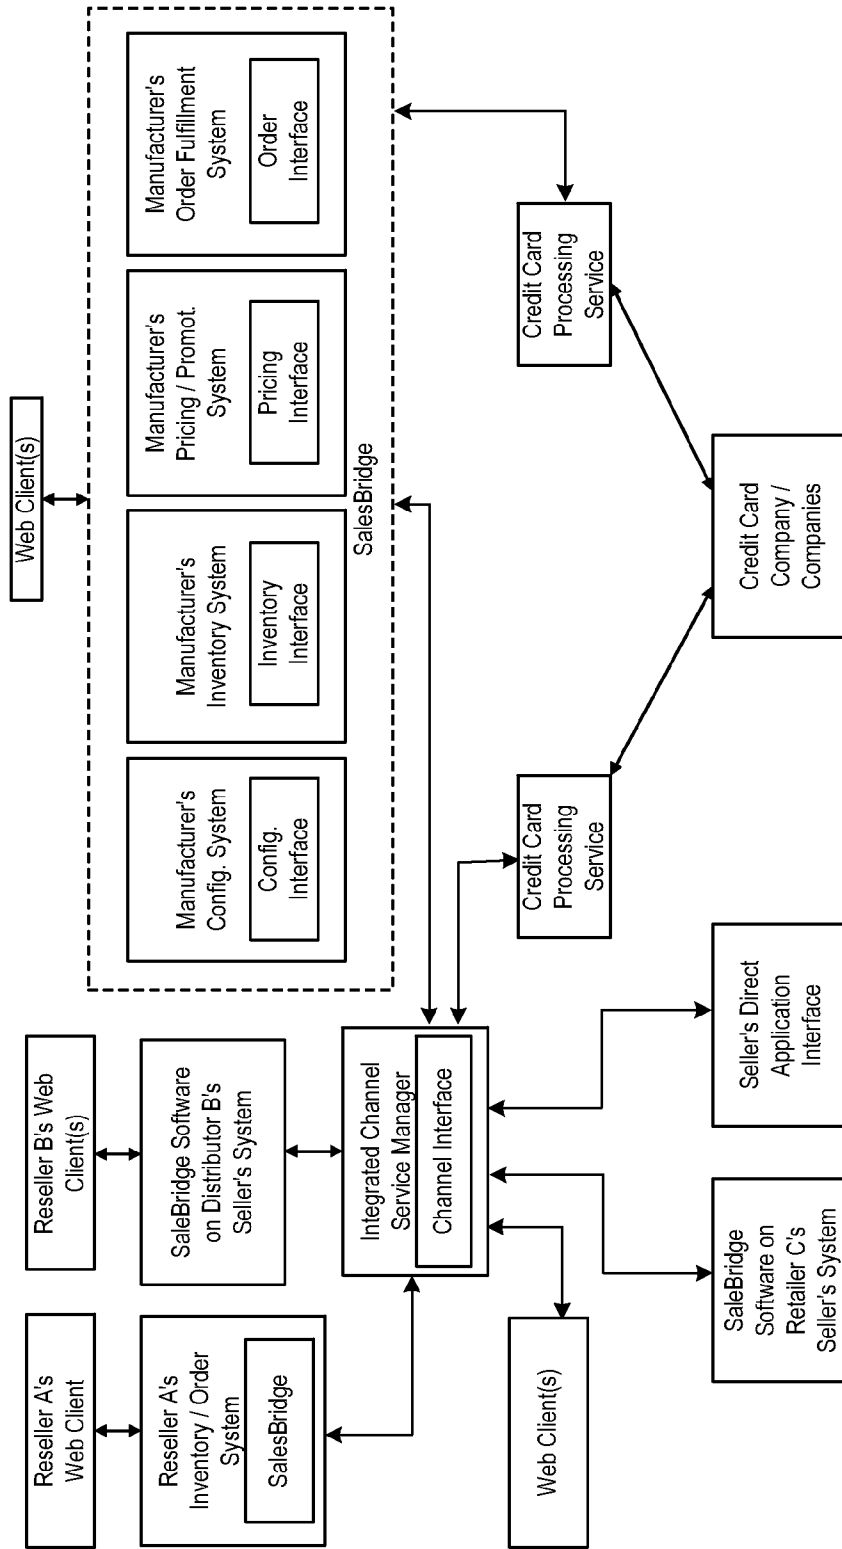 Reseller A's
Web Client
Reseller B's Web
Client(s)
Web Client(s)
Reseller A's
Inventory / Order
System
SalesBridge
SaleBridge Software
on Distributor B's
Seller's System
Manufacturer's
Config. System
Config.
Interface
Manufacturer's
Inventory System
Inventory
Interface
Manufacturer's
Pricing / Promot.
System
Pricing
Interface
Manufacturer's
Order Fulfillment
System
Order
Interface
SalesBridge
Integrated Channel
Service Manager
Channel Interface
Web Client(s)
Credit Card
Processing
Service
Credit Card
Processing
Service
SaleBridge
Software on
Retailer C's
Seller's System
Seller's Direct
Application
Interface
Credit Card
Company /
Companies